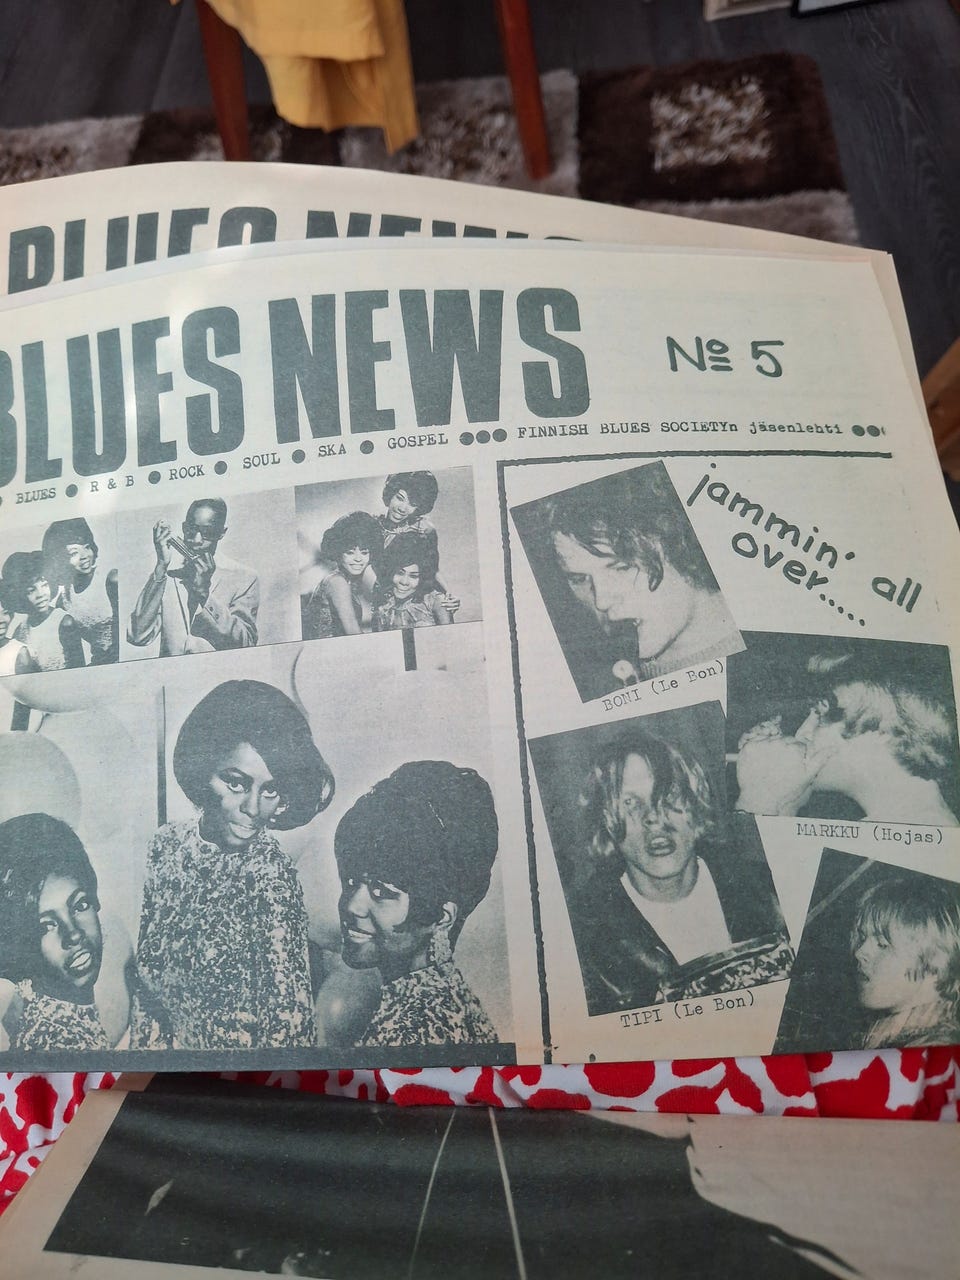 BLUES NEWS
BLUES NEWS
№ 5
● BLUES ● R & B ● ROCK ● SOUL ● SKA ● GOSPEL ●●● FINNISH BLUES SOCIETYn jäsenlehti ●●
jammin' all
over.....
BONI (Le Bon)
MARKKU (Hojas)
TIPI (Le Bon)